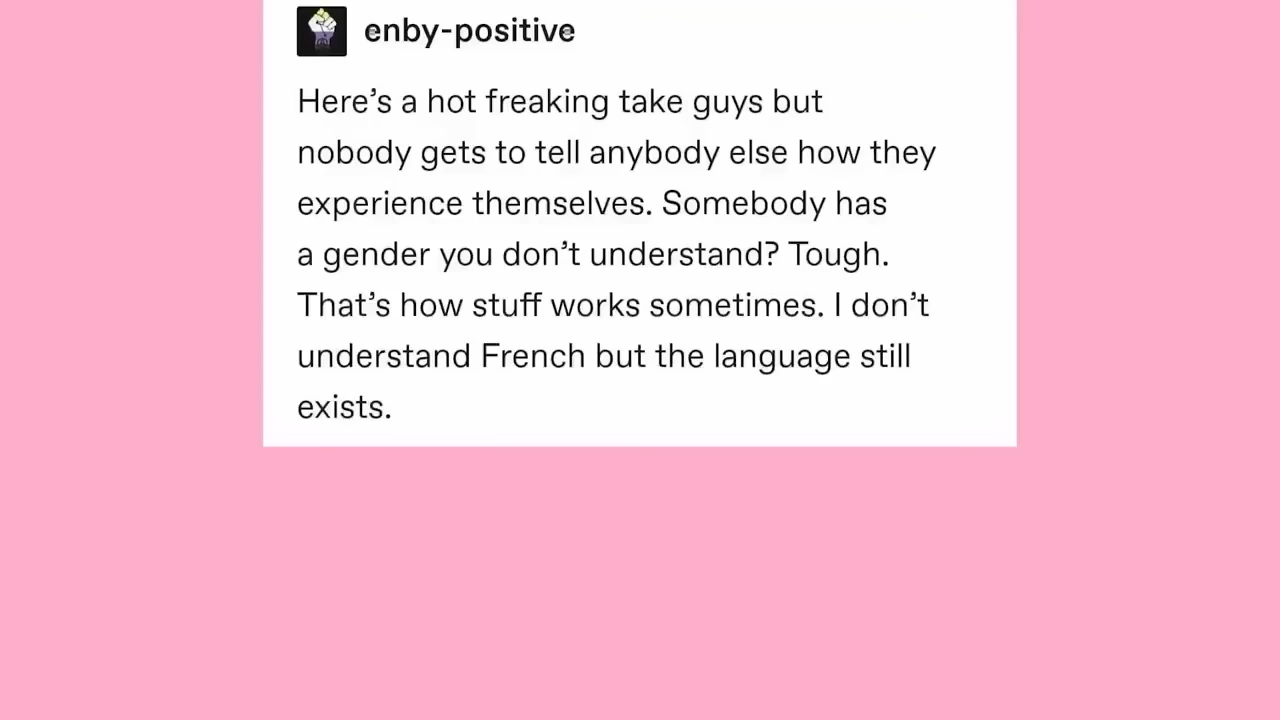 enby-positive
Here’s a hot freaking take guys but
nobody gets to tell anybody else how they
experience themselves. Somebody has
a gender you don’t understand? Tough.
That’s how stuff works sometimes. I don’t
understand French but the language still
exists.